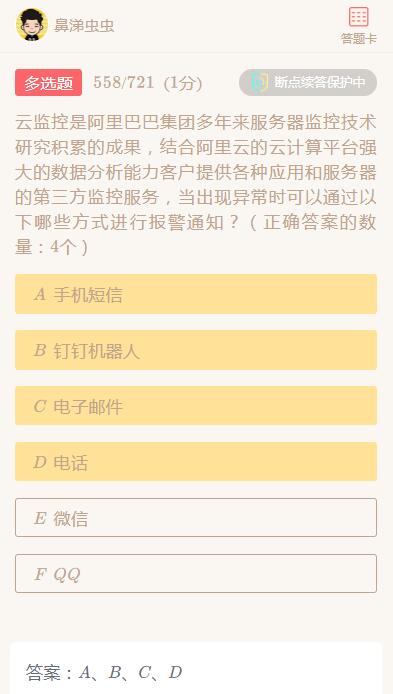 鼻涕虫虫
答题卡
多选题 558/721 (1分) 断点续答保护中
云监控是阿里巴巴集团多年来服务器监控技术
研究积累的成果，结合阿里云的云计算平台强
大的数据分析能力客户提供各种应用和服务器
的第三方监控服务，当出现异常时可以通过以
下哪些方式进行报警通知？（正确答案的数
量：4个）
A 手机短信
B 钉钉机器人
C 电子邮件
D 电话
E 微信
F QQ
答案：A、B、C、D